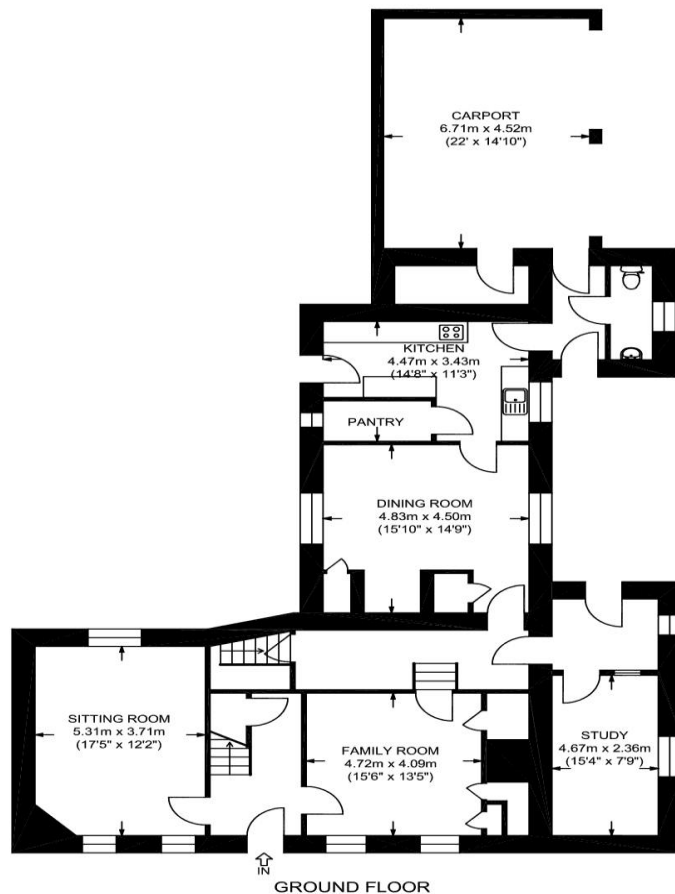 CARPORT
6.71m x 4.52m
(22' x 14'10")
KITCHEN
4.47m x 3.43m
(14'8" x 11'3")
PANTRY
DINING ROOM
4.83m x 4.50m
(15'10" x 14'9")
SITTING ROOM
5.31m x 3.71m
(17'5" x 12'2")
FAMILY ROOM
4.72m x 4.09m
(15'6" x 13'5")
STUDY
4.67m x 2.36m
(15'4" x 7'9")
IN
GROUND FLOOR